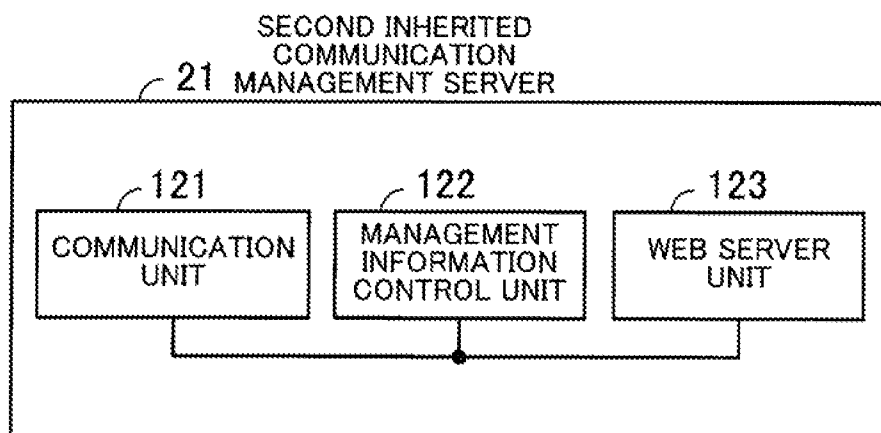 SECOND INHERITED
COMMUNICATION
MANAGEMENT SERVER
21
121
122
123
COMMUNICATION
UNIT
MANAGEMENT
INFORMATION
CONTROL UNIT
WEB SERVER
UNIT